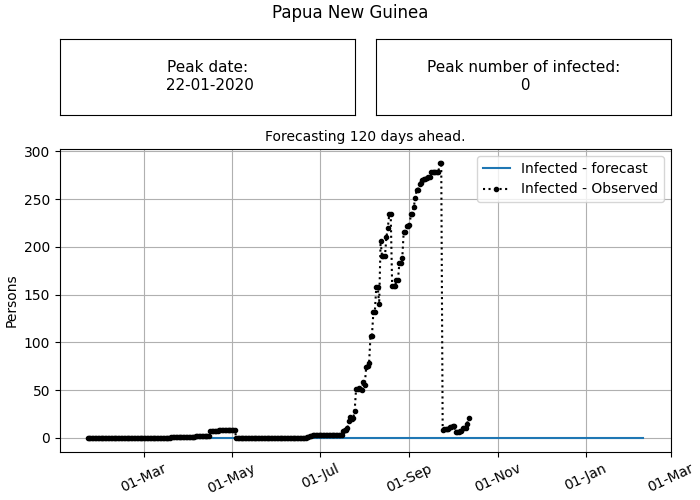 Papua New Guinea
Peak date:
22-01-2020
Peak number of infected:
0
Forecasting 120 days ahead.
Infected - forecast
Infected - Observed
Persons
300
250
200
150
100
50
0
01-Mar
01-May
01-Jul
01-Sep
01-Nov
01-Jan
01-Mar